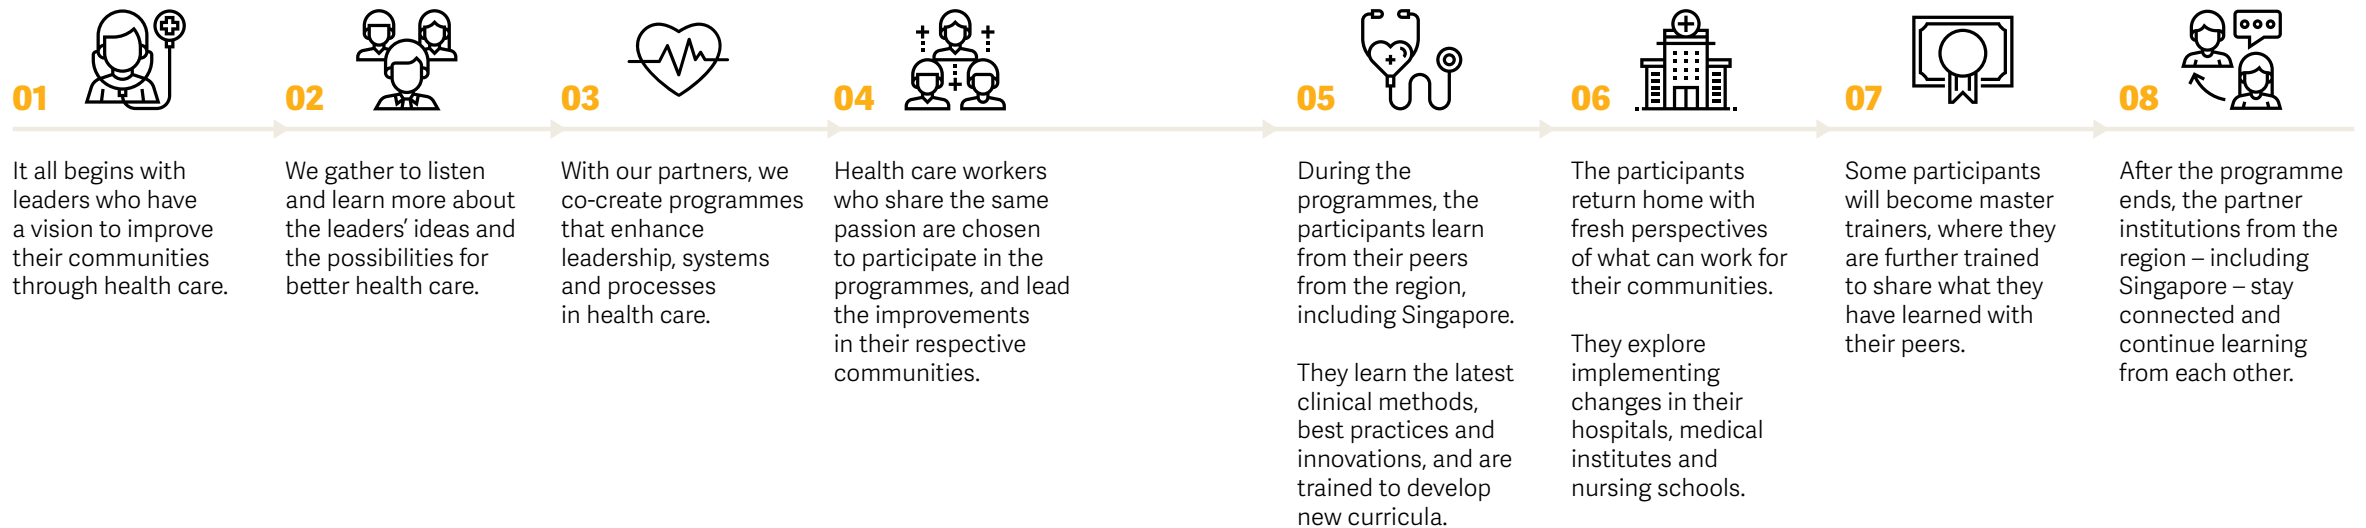 01
It all begins with
leaders who have
a vision to improve
their communities
through health care.
02
We gather to listen
and learn more about
the leaders’ ideas and
the possibilities for
better health care.
03
With our partners, we
co-create programmes
that enhance
leadership, systems
and processes
in health care.
04
Health care workers
who share the same
passion are chosen
to participate in the
programmes, and lead
the improvements
in their respective
communities.
05
During the
programmes, the
participants learn
from their peers
from the region,
including Singapore.
They learn the latest
clinical methods,
best practices and
innovations, and are
trained to develop
new curricula.
06
The participants
return home with
fresh perspectives
of what can work for
their communities.
They explore
implementing
changes in their
hospitals, medical
institutes and
nursing schools.
07
Some participants
will become master
trainers, where they
are further trained
to share what they
have learned with
their peers.
08
After the programme
ends, the partner
institutions from the
region – including
Singapore – stay
connected and
continue learning
from each other.